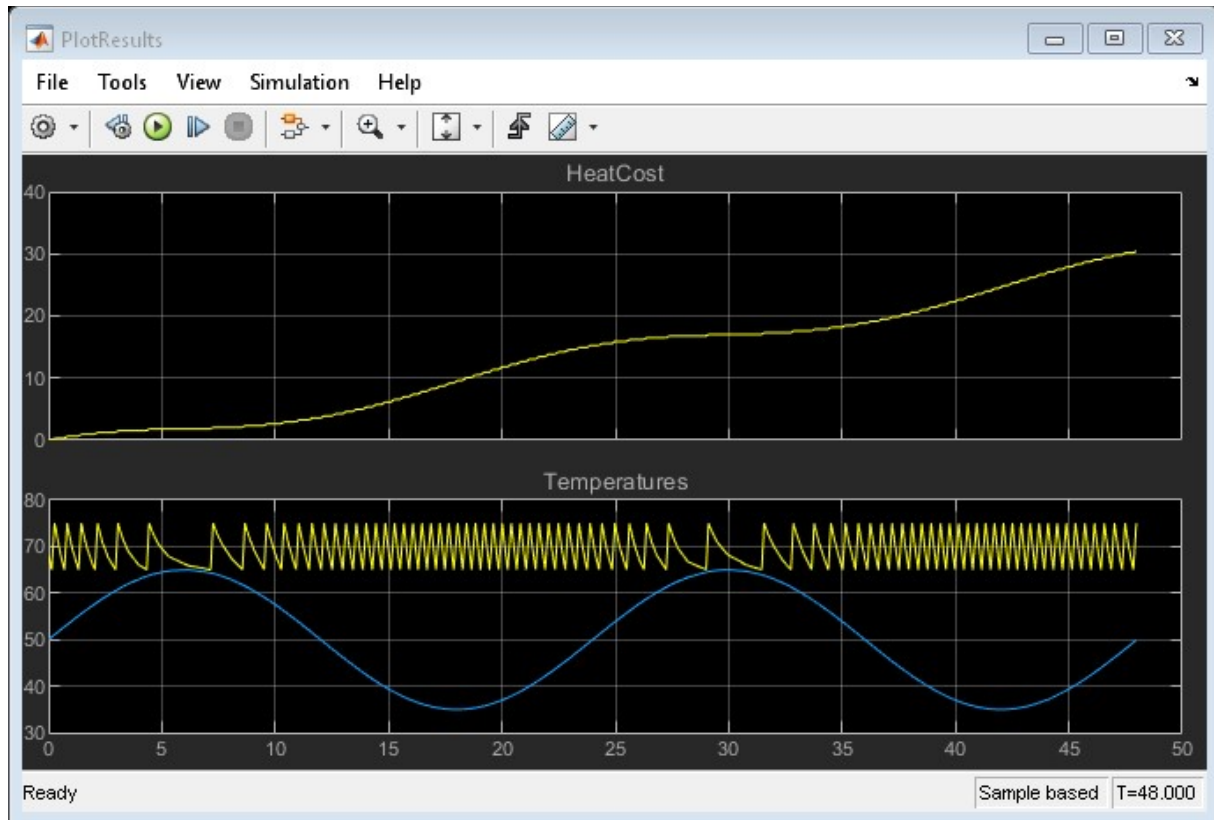 PlotResults
File Tools View Simulation Help
HeatCost
40
30
20
10
0
Temperatures
80
70
60
50
40
30
0 5 10 15 20 25 30 35 40 45 50
Ready Sample based T=48.000